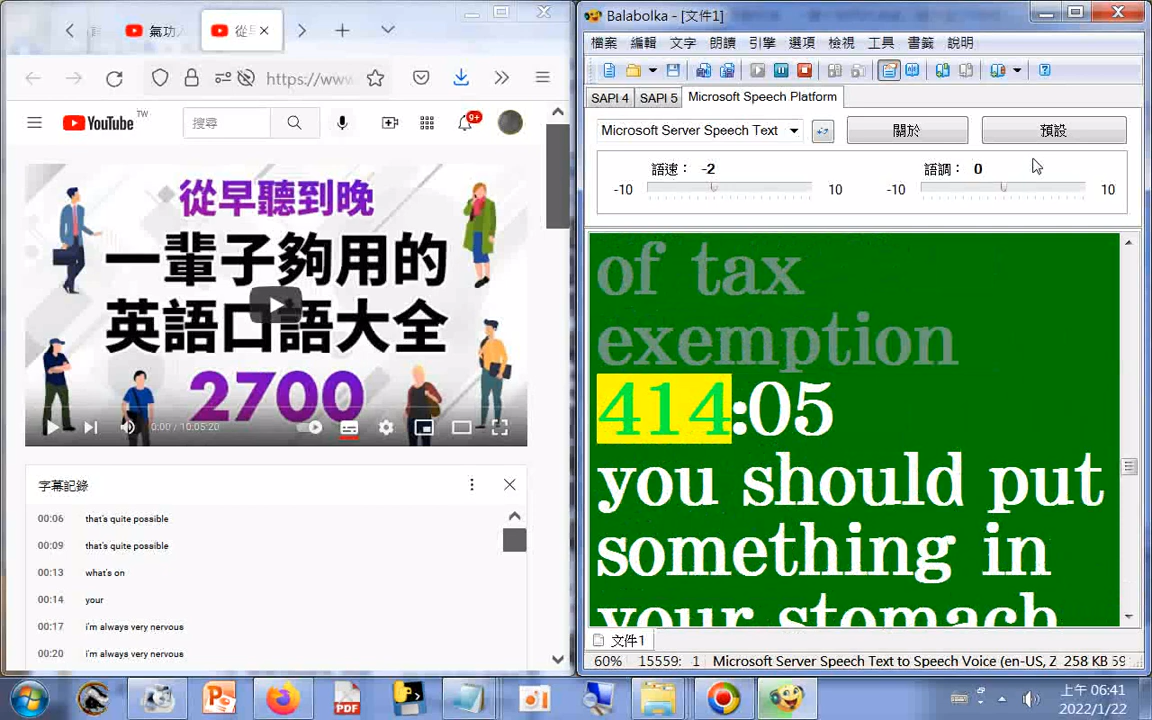 氣功
從
https://www
YouTube TW
搜尋
9+
從早聽到晚
一輩子夠用的
英語口語大全
2700
0:00 / 10:05:20
字幕記錄
00:06 that's quite possible
00:09 that's quite possible
00:13 what's on
00:14 your
00:17 i'm always very nervous
00:20 i'm always very nervous
Balabolka - [文件1]
檔案 編輯 文字 朗讀 引擎 選項 檢視 工具 書籤 說明
SAPI 4 SAPI 5 Microsoft Speech Platform
Microsoft Server Speech Text 關於 預設
語速： -2 語調： 0
-10 10 -10 10
of tax
exemption
414:05
you should put
something in
your stomach
文件1
60% 15559: 1 Microsoft Server Speech Text to Speech Voice (en-US, Z 258 KB
PDF
上午 06:41
2022/1/22